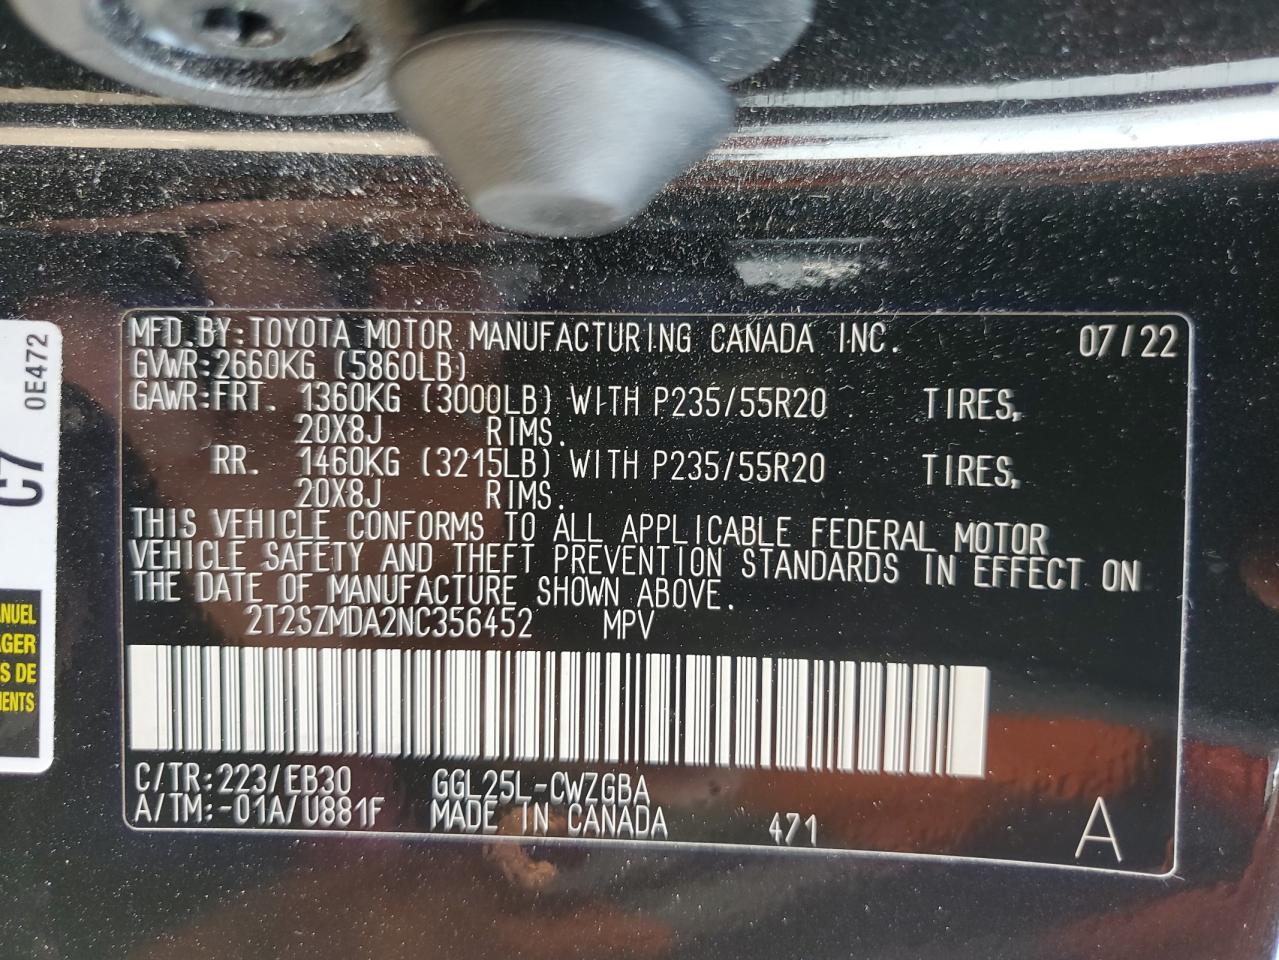 MFD.BY:TOYOTA MOTOR MANUFACTURING CANADA INC. 07/22
GVWR:2660KG (5860LB)
GAWR:FRT. 1360KG (3000LB) WITH P235/55R20 TIRES,
20X8J RIMS.
RR. 1460KG (3215LB) WITH P235/55R20 TIRES,
20X8J RIMS.
THIS VEHICLE CONFORMS TO ALL APPLICABLE FEDERAL MOTOR
VEHICLE SAFETY AND THEFT PREVENTION STANDARDS IN EFFECT ON
THE DATE OF MANUFACTURE SHOWN ABOVE.
2T2SZMDA2NC356452 MPV
C/TR:223/EB30 GGL25L-CWZGBA
A/TM:-01A/U881F MADE IN CANADA 471 A
0E472
C7
ANUEL
AGER
S DE
MENTS